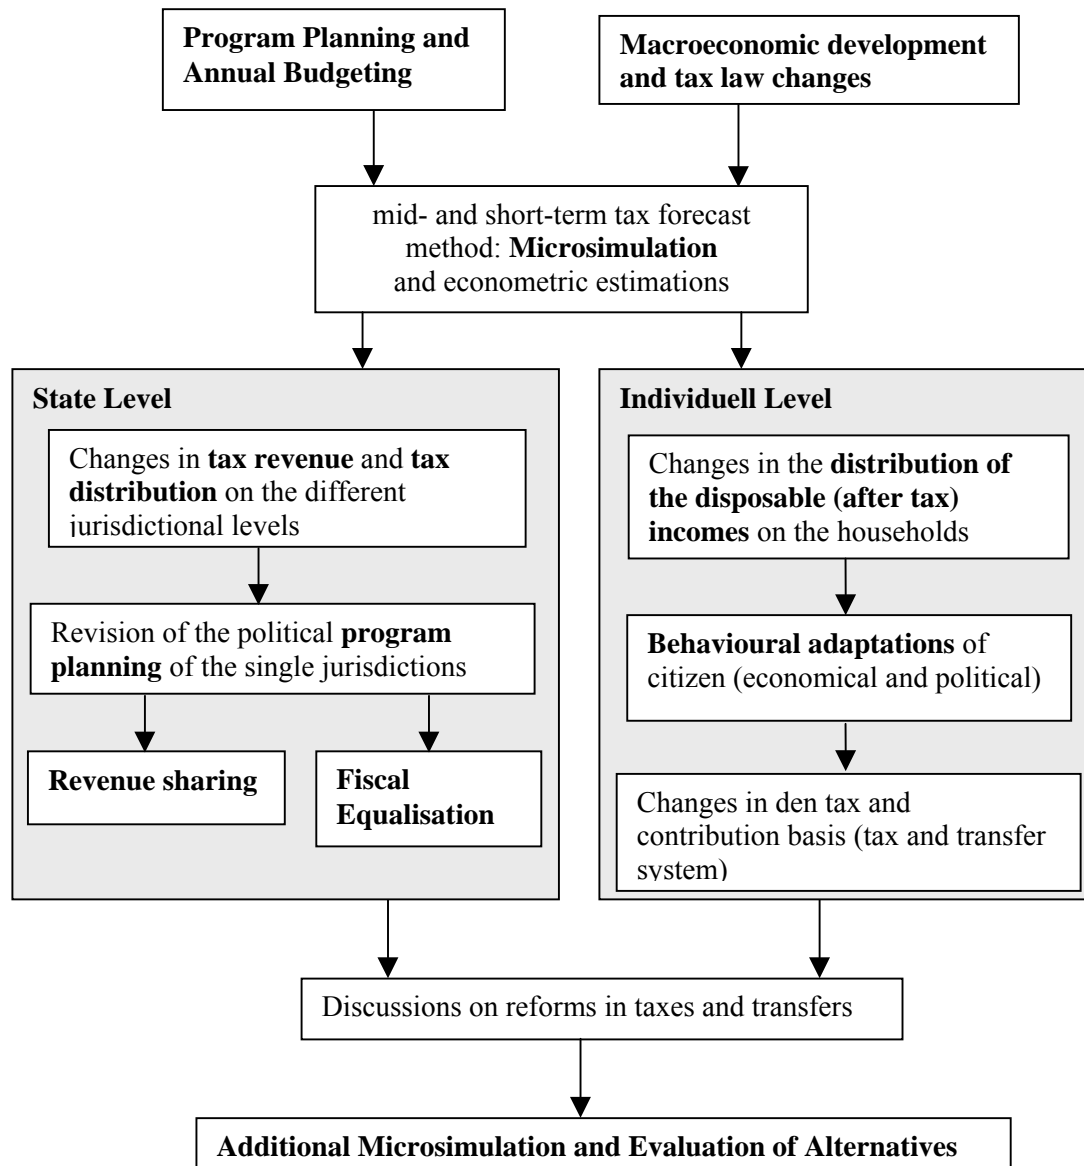 Program Planning and
Annual Budgeting
Macroeconomic development
and tax law changes
mid- and short-term tax forecast
method: Microsimulation
and econometric estimations
State Level
Changes in tax revenue and tax
distribution on the different
jurisdictional levels
Revision of the political program
planning of the single jurisdictions
Revenue sharing
Fiscal
Equalisation
Individuell Level
Changes in the distribution of
the disposable (after tax)
incomes on the households
Behavioural adaptations of
citizen (economical and political)
Changes in den tax and
contribution basis (tax and transfer
system)
Discussions on reforms in taxes and transfers
Additional Microsimulation and Evaluation of Alternatives